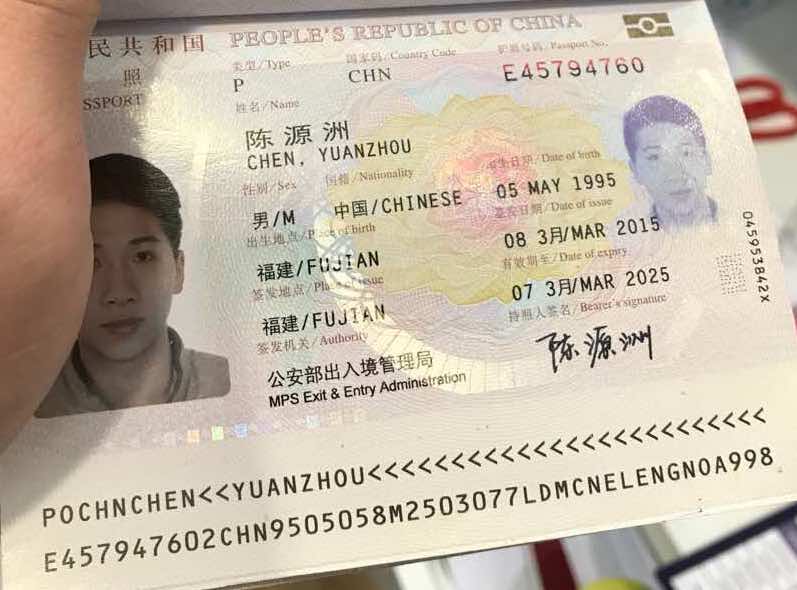 民共和国 PEOPLE'S REPUBLIC OF CHINA
照 类型/Type 国家码/Country Code 护照号码/Passport No.
SSPORT P CHN E45794760
姓名/Name
陈源洲
CHEN, YUANZHOU
性别/Sex 国籍/Nationality 出生日期/Date of birth
男/M 中国/CHINESE 05 MAY 1995
出生地点/Place of birth 签发日期/Date of issue
福建/FUJIAN 08 3月/MAR 2015
签发地点/Place of issue 有效期至/Date of expiry
福建/FUJIAN 07 3月/MAR 2025
签发机关/Authority 持照人签名/Bearer's signature
公安部出入境管理局 陈源洲
MPS Exit & Entry Administration
045953842X
POCHNCHEN<<YUANZHOU<<<<<<<<<<<<<<<<<<<<<<<<<
E457947602CHN9505058M2503077LDMCNELENGNOA998